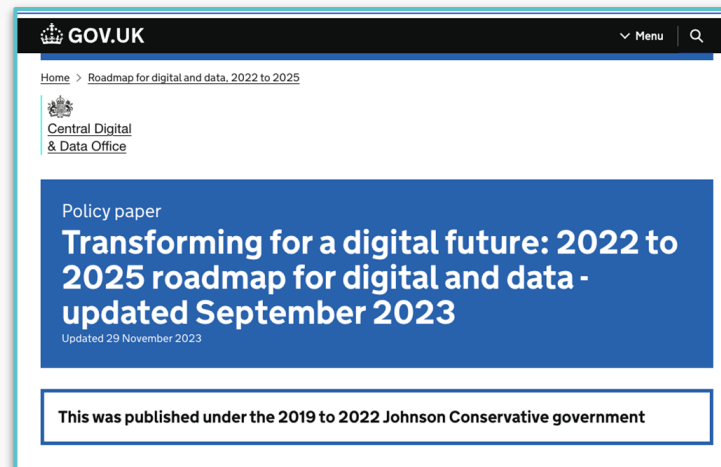 GOV.UK
Menu
Home > Roadmap for digital and data, 2022 to 2025
Central Digital
& Data Office
Policy paper
Transforming for a digital future: 2022 to
2025 roadmap for digital and data -
updated September 2023
Updated 29 November 2023
This was published under the 2019 to 2022 Johnson Conservative government